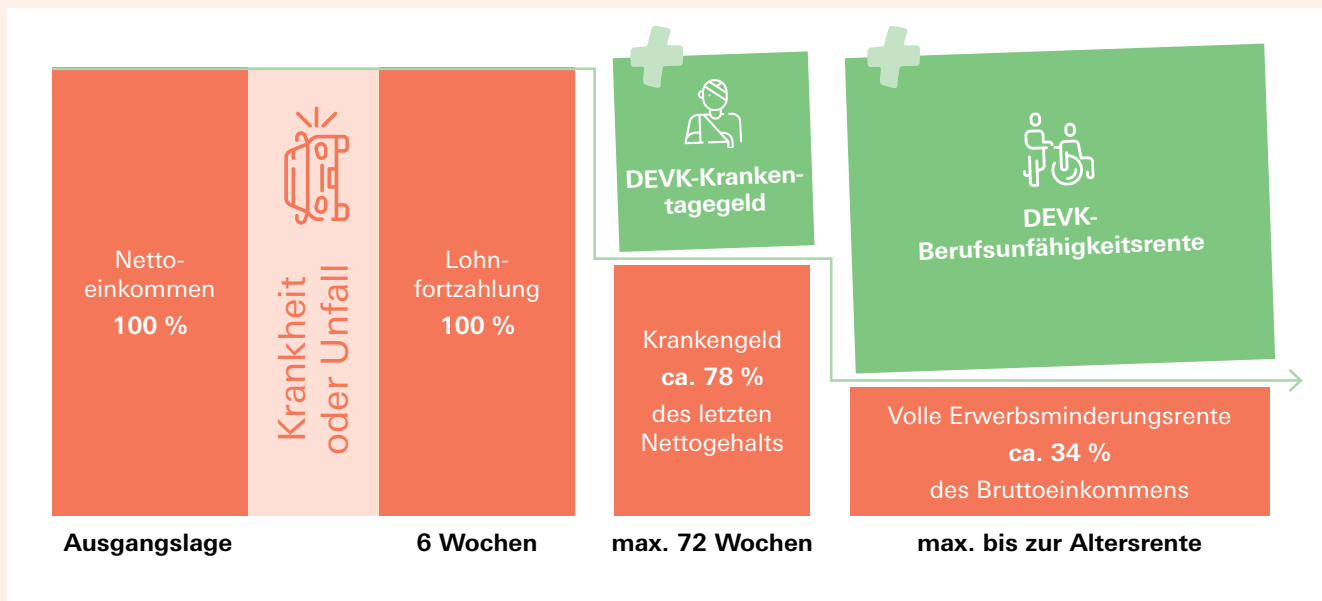 Netto-
einkommen
100 %
Krankheit
oder Unfall
Lohn-
fortzahlung
100 %
DEVK-Kranken-
tagegeld
Krankengeld
ca. 78 %
des letzten
Nettogehalts
DEVK-
Berufsunfähigkeitsrente
Volle Erwerbsminderungsrente
ca. 34 %
des Bruttoeinkommens
Ausgangslage
6 Wochen
max. 72 Wochen
max. bis zur Altersrente